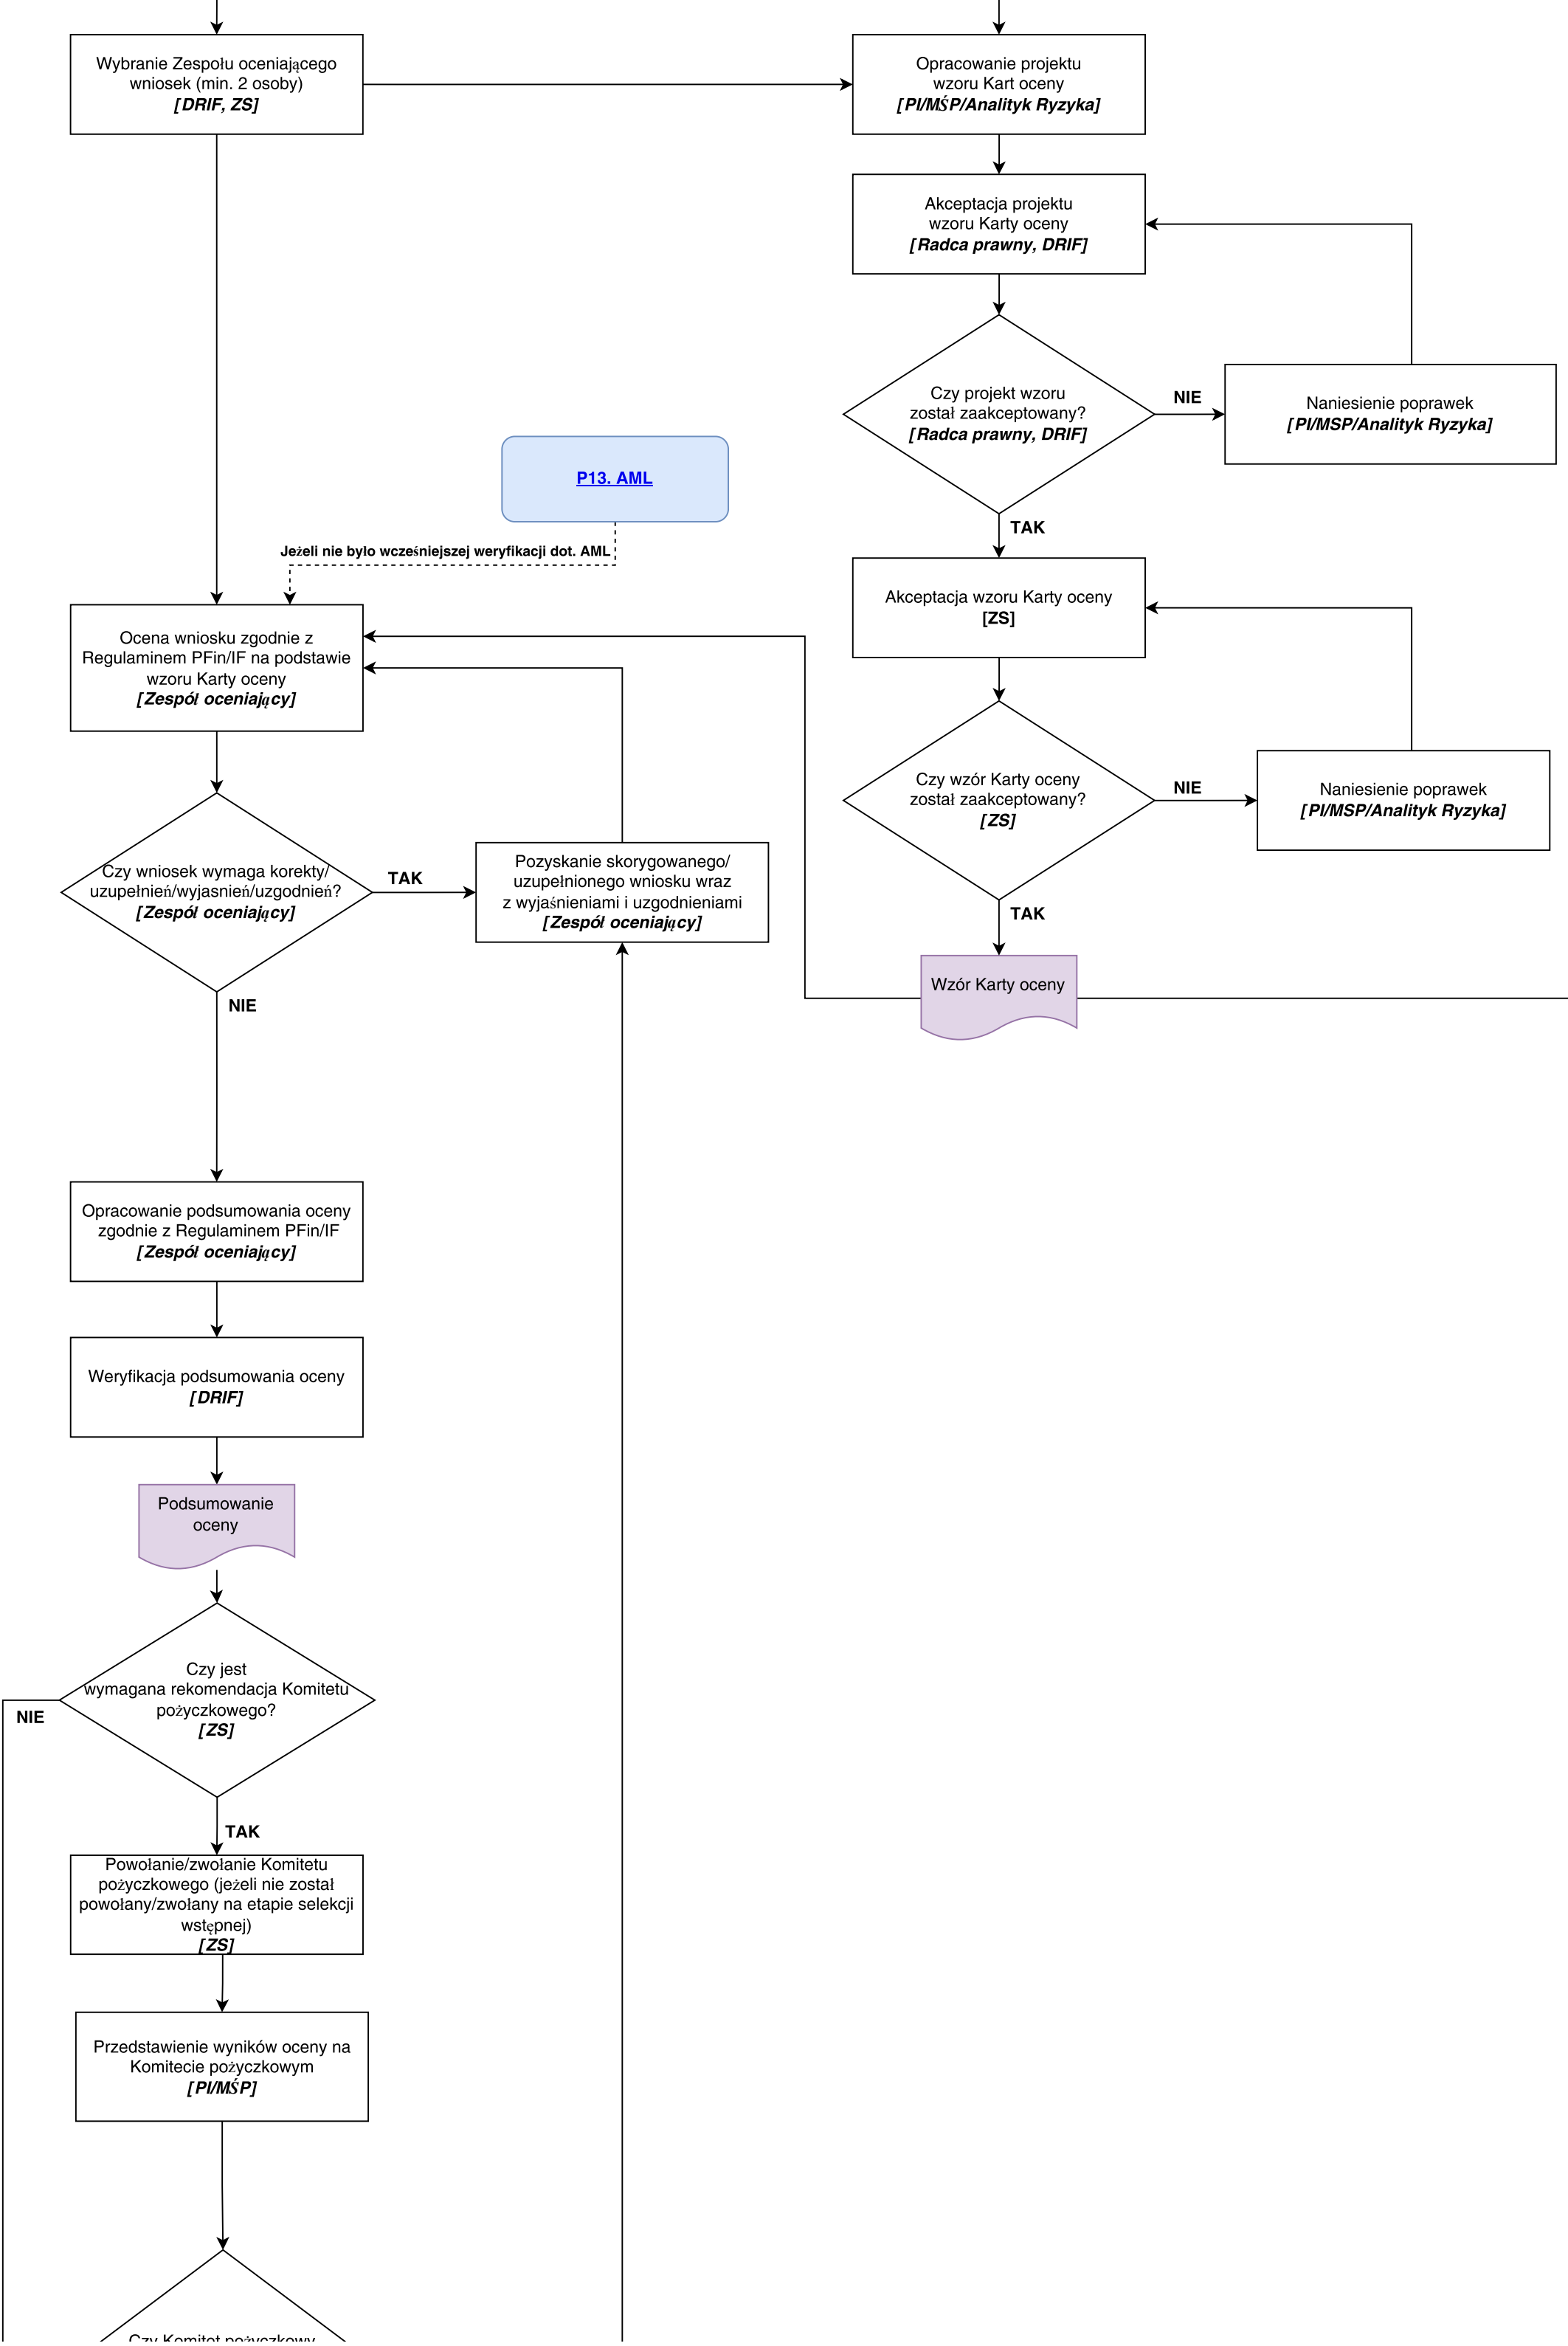 Wybranie Zespołu oceniającego
wniosek (min. 2 osoby)
[DRIF, ZS]
Opracowanie projektu
wzoru Kart oceny
[PI/MŚP/Analityk Ryzyka]
Akceptacja projektu
wzoru Karty oceny
[Radca prawny, DRIF]
Czy projekt wzoru
został zaakceptowany?
[Radca prawny, DRIF]
NIE
Naniesienie poprawek
[PI/MSP/Analityk Ryzyka]
TAK
P13. AML
Jeżeli nie było wcześniejszej weryfikacji dot. AML
Akceptacja wzoru Karty oceny
[ZS]
Ocena wniosku zgodnie z
Regulaminem PFin/IF na podstawie
wzoru Karty oceny
[Zespół oceniający]
Czy wzór Karty oceny
został zaakceptowany?
[ZS]
NIE
Naniesienie poprawek
[PI/MSP/Analityk Ryzyka]
TAK
Czy wniosek wymaga korekty/
uzupełnień/wyjasnień/uzgodnień?
[Zespół oceniający]
TAK
Pozyskanie skorygowanego/
uzupełnionego wniosku wraz
z wyjaśnieniami i uzgodnieniami
[Zespół oceniający]
NIE
Wzór Karty oceny
Opracowanie podsumowania oceny
zgodnie z Regulaminem PFin/IF
[Zespół oceniający]
Weryfikacja podsumowania oceny
[DRIF]
Podsumowanie
oceny
Czy jest
wymagana rekomendacja Komitetu
pożyczkowego?
[ZS]
NIE
TAK
Powołanie/zwołanie Komitetu
pożyczkowego (jeżeli nie został
powołany/zwołany na etapie selekcji
wstępnej)
[ZS]
Przedstawienie wyników oceny na
Komitecie pożyczkowym
[PI/MŚP]
Czy Komitet pożyczkowy